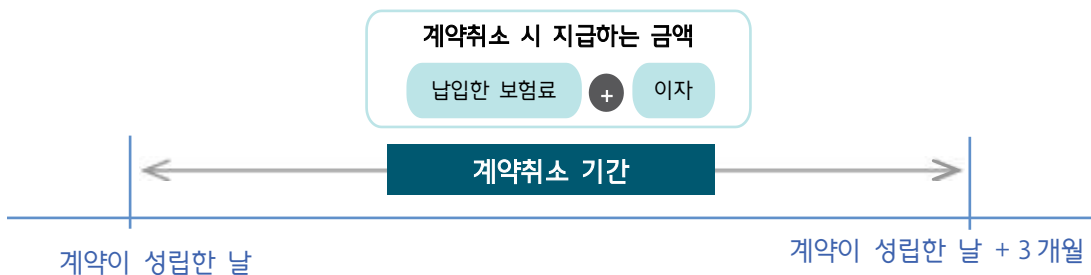 계약취소 시 지급하는 금액
납입한 보험료 + 이자
계약취소 기간
계약이 성립한 날
계약이 성립한 날 + 3개월